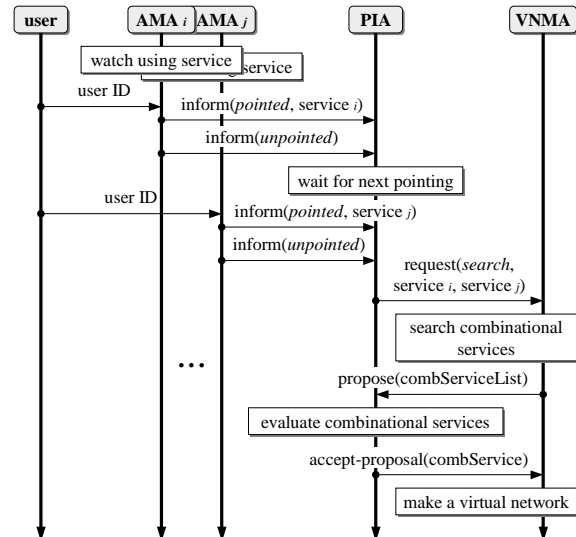 user
AMA i
AMA j
PIA
VNMA
watch using service
ng service
user ID
inform(pointed, service i)
inform(unpointed)
wait for next pointing
user ID
inform(pointed, service j)
inform(unpointed)
request(search,
service i, service j)
search combinational
services
...
propose(combServiceList)
evaluate combinational services
accept-proposal(combService)
make a virtual network